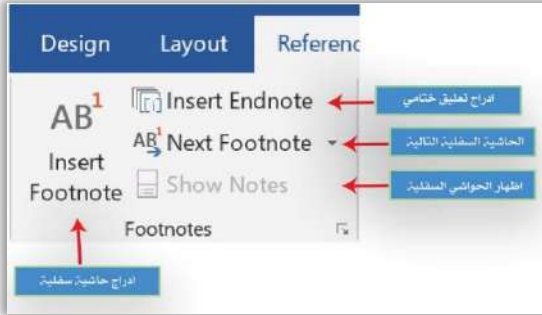 Design Layout Referenc
AB1 Insert Endnote ادراج تعليق ختامي
AB1 Next Footnote الحاشية السفلية التالية
Insert Footnote Show Notes اظهار الحواشي السفلية
Footnotes
ادراج حاشية سفلية